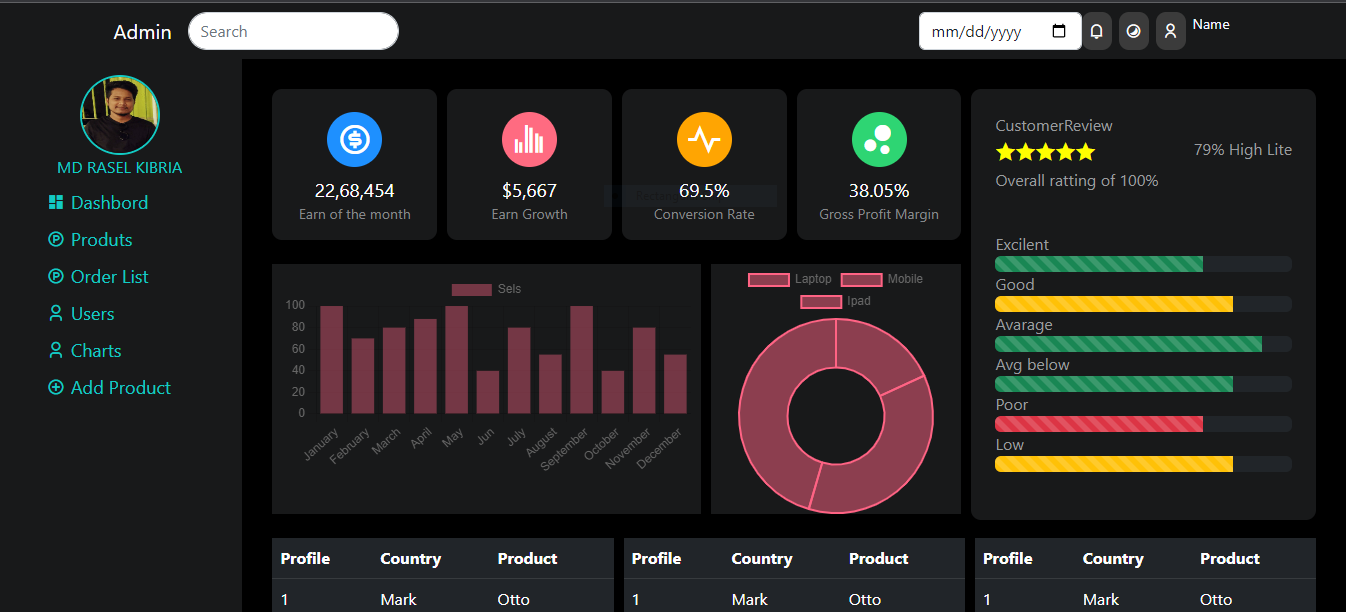 Admin
Search
mm/dd/yyyy
Name
MD RASEL KIBRIA
Dashbord
Produts
Order List
Users
Charts
Add Product
22,68,454
Earn of the month
$5,667
Earn Growth
69.5%
Conversion Rate
38.05%
Gross Profit Margin
CustomerReview
79% High Lite
Overall ratting of 100%
Excilent
Good
Avarage
Avg below
Poor
Low
Sels
100
80
60
40
20
0
January
February
March
April
May
Jun
July
August
September
October
November
December
Laptop
Mobile
Ipad
Profile Country Product
1 Mark Otto
Profile Country Product
1 Mark Otto
Profile Country Product
1 Mark Otto